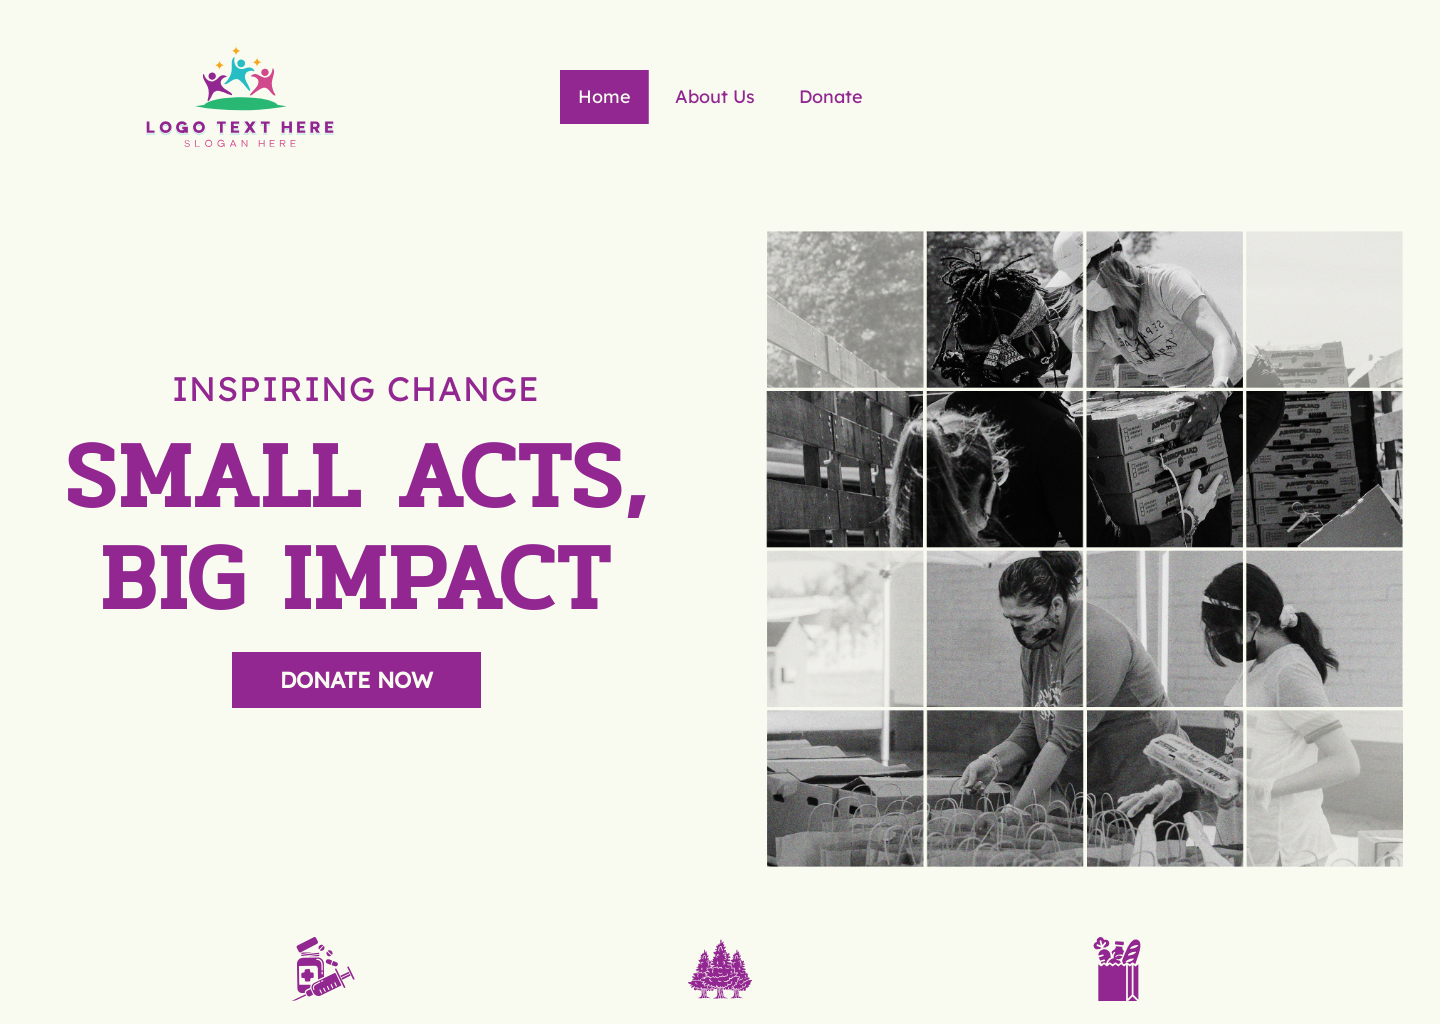 LOGO TEXT HERE
SLOGAN HERE
Home
About Us
Donate
INSPIRING CHANGE
SMALL ACTS,
BIG IMPACT
DONATE NOW